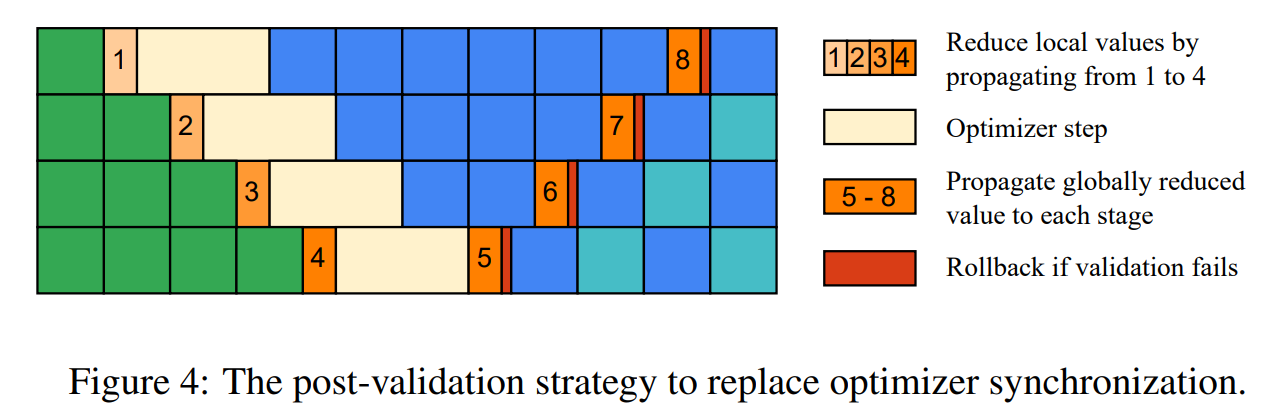 1
8
2
7
3
6
4
5
1 2 3 4
Reduce local values by
propagating from 1 to 4
Optimizer step
5 - 8
Propagate globally reduced
value to each stage
Rollback if validation fails
Figure 4: The post-validation strategy to replace optimizer synchronization.